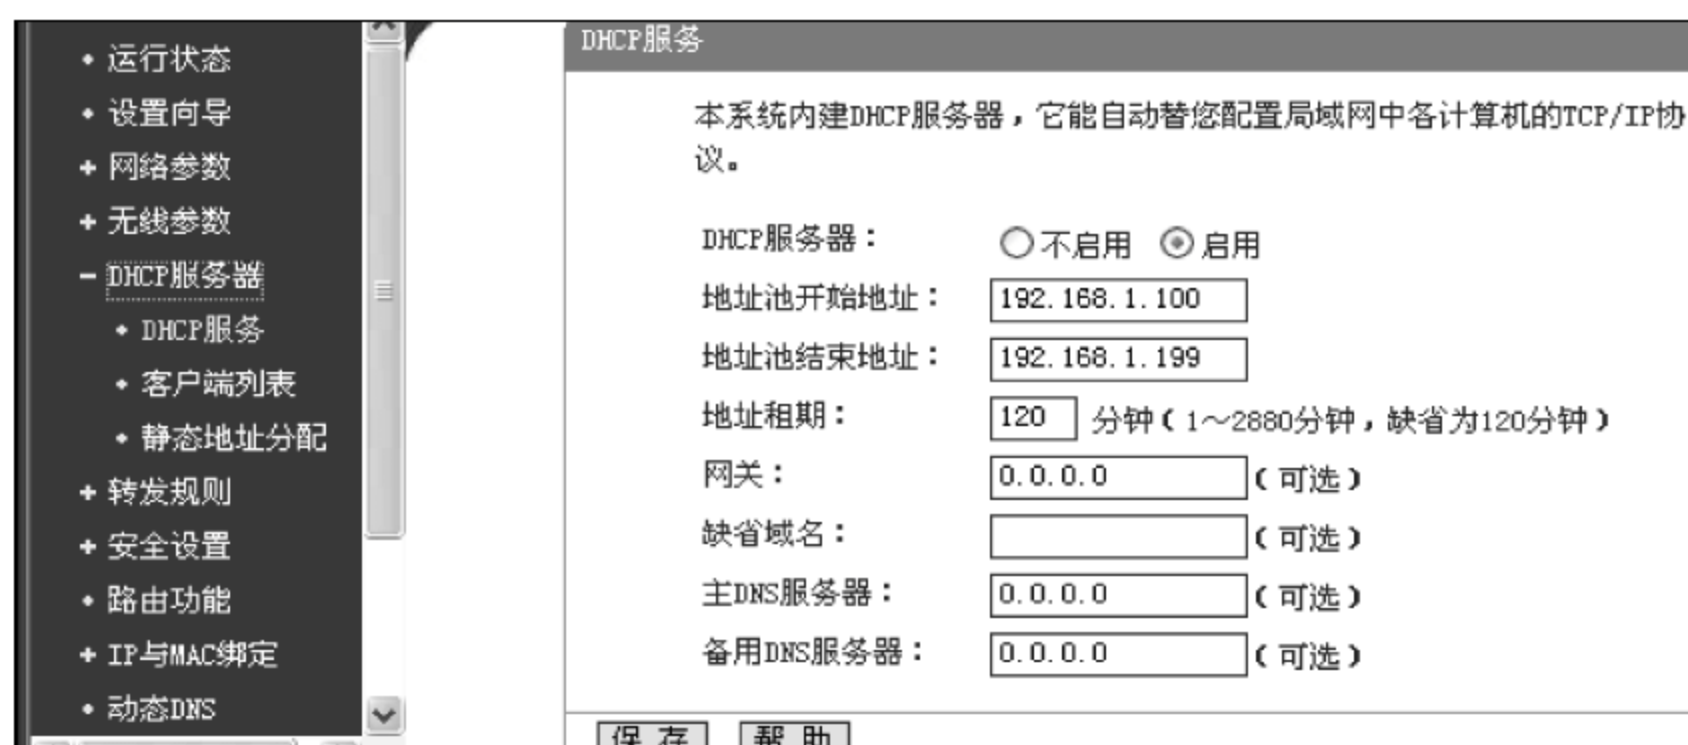 • 运行状态
• 设置向导
+ 网络参数
+ 无线参数
− DHCP服务器
• DHCP服务
• 客户端列表
• 静态地址分配
+ 转发规则
+ 安全设置
• 路由功能
+ IP与MAC绑定
• 动态DNS
DHCP服务
本系统内建DHCP服务器，它能自动替您配置局域网中各计算机的TCP/IP协
议。
DHCP服务器： 不启用 启用
地址池开始地址： 192.168.1.100
地址池结束地址： 192.168.1.199
地址租期： 120 分钟（1～2880分钟，缺省为120分钟）
网关： 0.0.0.0 （可选）
缺省域名： （可选）
主DNS服务器： 0.0.0.0 （可选）
备用DNS服务器： 0.0.0.0 （可选）
保 存 帮 助